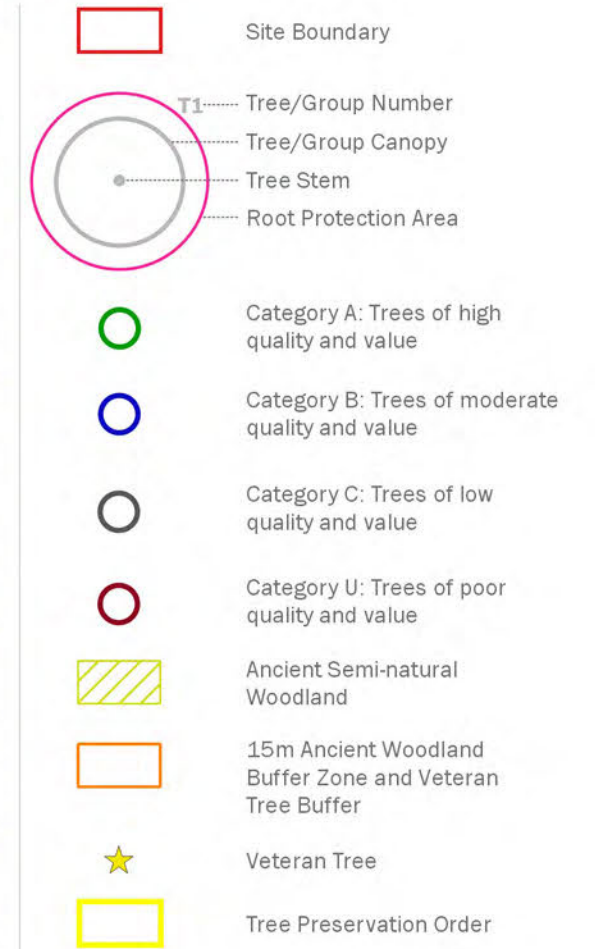 Site Boundary
T1
Tree/Group Number
Tree/Group Canopy
Tree Stem
Root Protection Area
Category A: Trees of high
quality and value
Category B: Trees of moderate
quality and value
Category C: Trees of low
quality and value
Category U: Trees of poor
quality and value
Ancient Semi-natural
Woodland
15m Ancient Woodland
Buffer Zone and Veteran
Tree Buffer
Veteran Tree
Tree Preservation Order